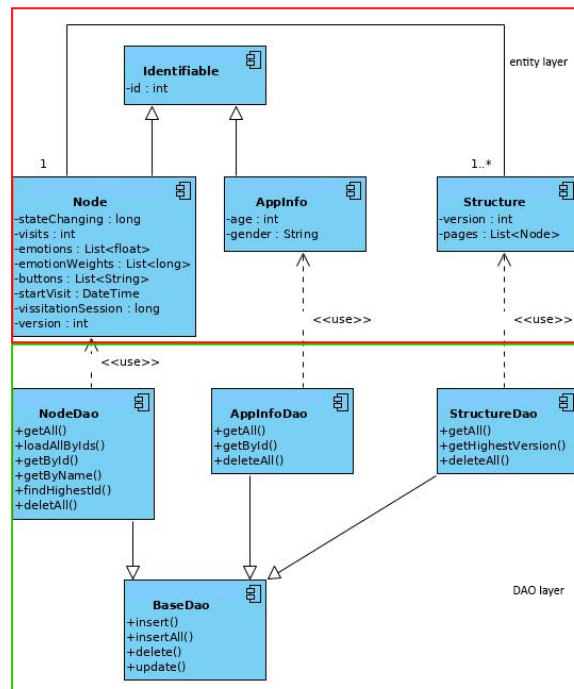 entity layer
Identifiable
-id : int
1
1..*
Node
-stateChanging : long
-visits : int
-emotions : List<float>
-emotionWeights : List<long>
-buttons : List<String>
-startVisit : DateTime
-vissitationSession : long
-version : int
AppInfo
-age : int
-gender : String
Structure
-version : int
-pages : List<Node>
<<use>>
<<use>>
<<use>>
NodeDao
+getAll()
+loadAllByIds()
+getById()
+getByName()
+findHighestId()
+deletAll()
AppInfoDao
+getAll()
+getById()
+deleteAll()
StructureDao
+getAll()
+getHighestVersion()
+deleteAll()
BaseDao
+insert()
+insertAll()
+delete()
+update()
DAO layer